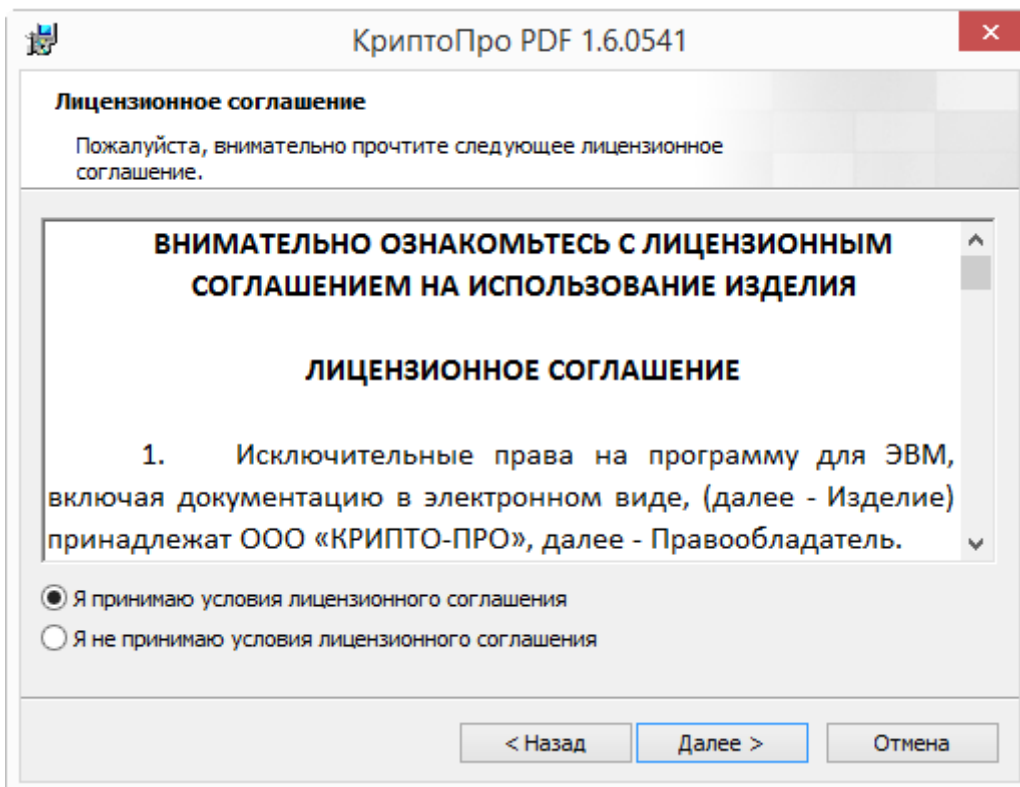 КриптоПро PDF 1.6.0541
Лицензионное соглашение
Пожалуйста, внимательно прочтите следующее лицензионное
соглашение.
ВНИМАТЕЛЬНО ОЗНАКОМЬТЕСЬ С ЛИЦЕНЗИОННЫМ
СОГЛАШЕНИЕМ НА ИСПОЛЬЗОВАНИЕ ИЗДЕЛИЯ
ЛИЦЕНЗИОННОЕ СОГЛАШЕНИЕ
1. Исключительные права на программу для ЭВМ,
включая документацию в электронном виде, (далее - Изделие)
принадлежат ООО «КРИПТО-ПРО», далее - Правообладатель.
Я принимаю условия лицензионного соглашения
Я не принимаю условия лицензионного соглашения
< Назад
Далее >
Отмена